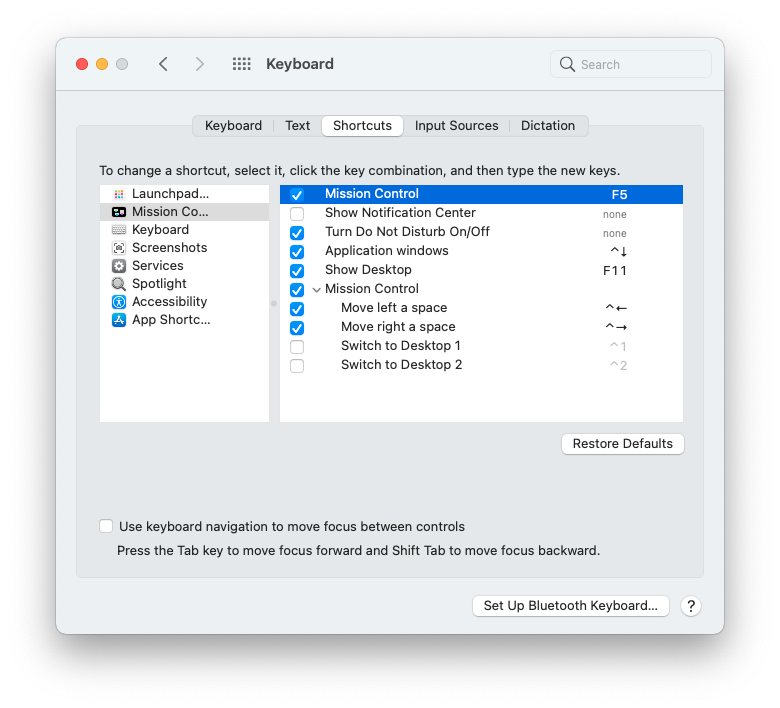 Keyboard
Search
Keyboard Text Shortcuts Input Sources Dictation
To change a shortcut, select it, click the key combination, and then type the new keys.
Launchpad...
Mission Co...
Keyboard
Screenshots
Services
Spotlight
Accessibility
App Shortc...
Mission Control F5
Show Notification Center none
Turn Do Not Disturb On/Off none
Application windows ^↓
Show Desktop F11
Mission Control
Move left a space ^←
Move right a space ^→
Switch to Desktop 1 ^1
Switch to Desktop 2 ^2
Restore Defaults
Use keyboard navigation to move focus between controls
Press the Tab key to move focus forward and Shift Tab to move focus backward.
Set Up Bluetooth Keyboard... ?